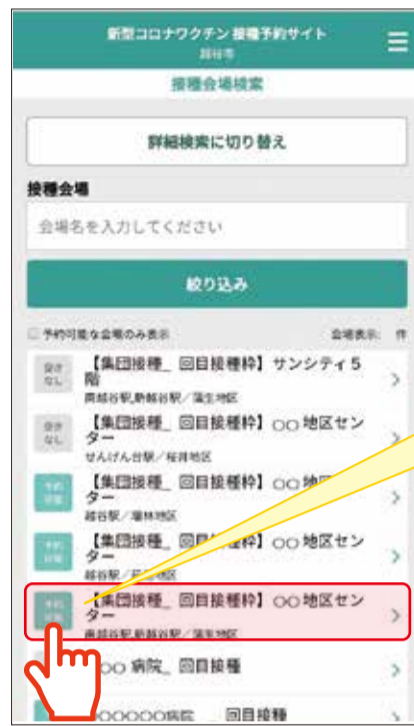 新型コロナワクチン 接種予約サイト
越谷市
接種会場検索
詳細検索に切り替え
接種会場
会場名を入力してください
絞り込み
予約可能な会場のみ表示 会場表示: 件
空き
なし
【集団接種_ 回目接種枠】サンシティ5
階
南越谷駅,新越谷駅/蒲生地区
空き
なし
【集団接種_ 回目接種枠】○○地区セン
ター
せんげん台駅/桜井地区
予約
可能
【集団接種_ 回目接種枠】○○地区
ター
越谷駅/増林地区
予約
可能
【集団接種_ 回目接種枠】○○地区セン
ター
越谷駅/
地区
予約
【集団接種_ 回目接種枠】○○地区セン
ター
南越谷駅,新越谷駅/蒲生地区
○○病院_ 回目接種
○○○○○○病院_ 回目接種